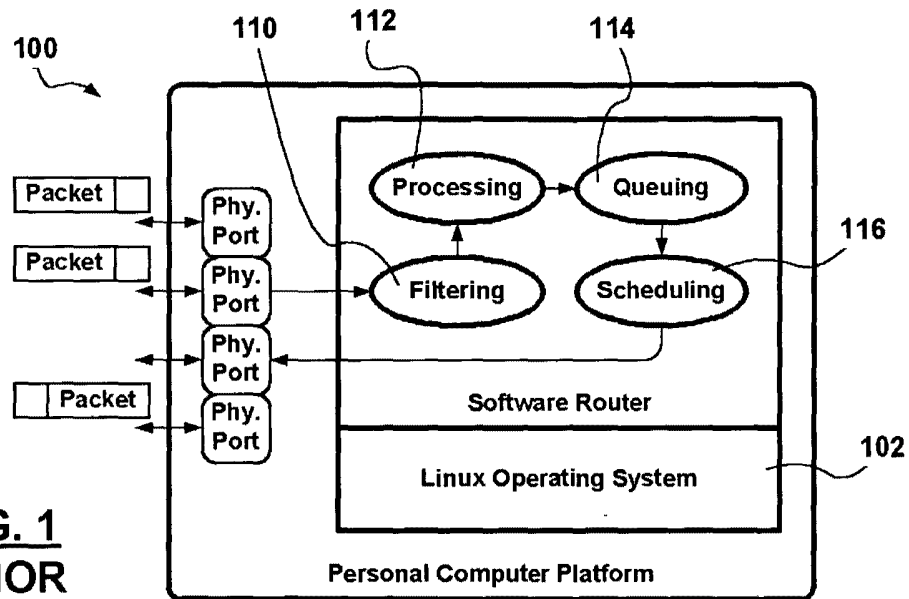 100
110
112
114
Packet
Phy.
Port
Processing
Queuing
116
Packet
Phy.
Port
Filtering
Scheduling
Phy.
Port
Packet
Phy.
Port
Software Router
102
Linux Operating System
G. 1
IOR
Personal Computer Platform